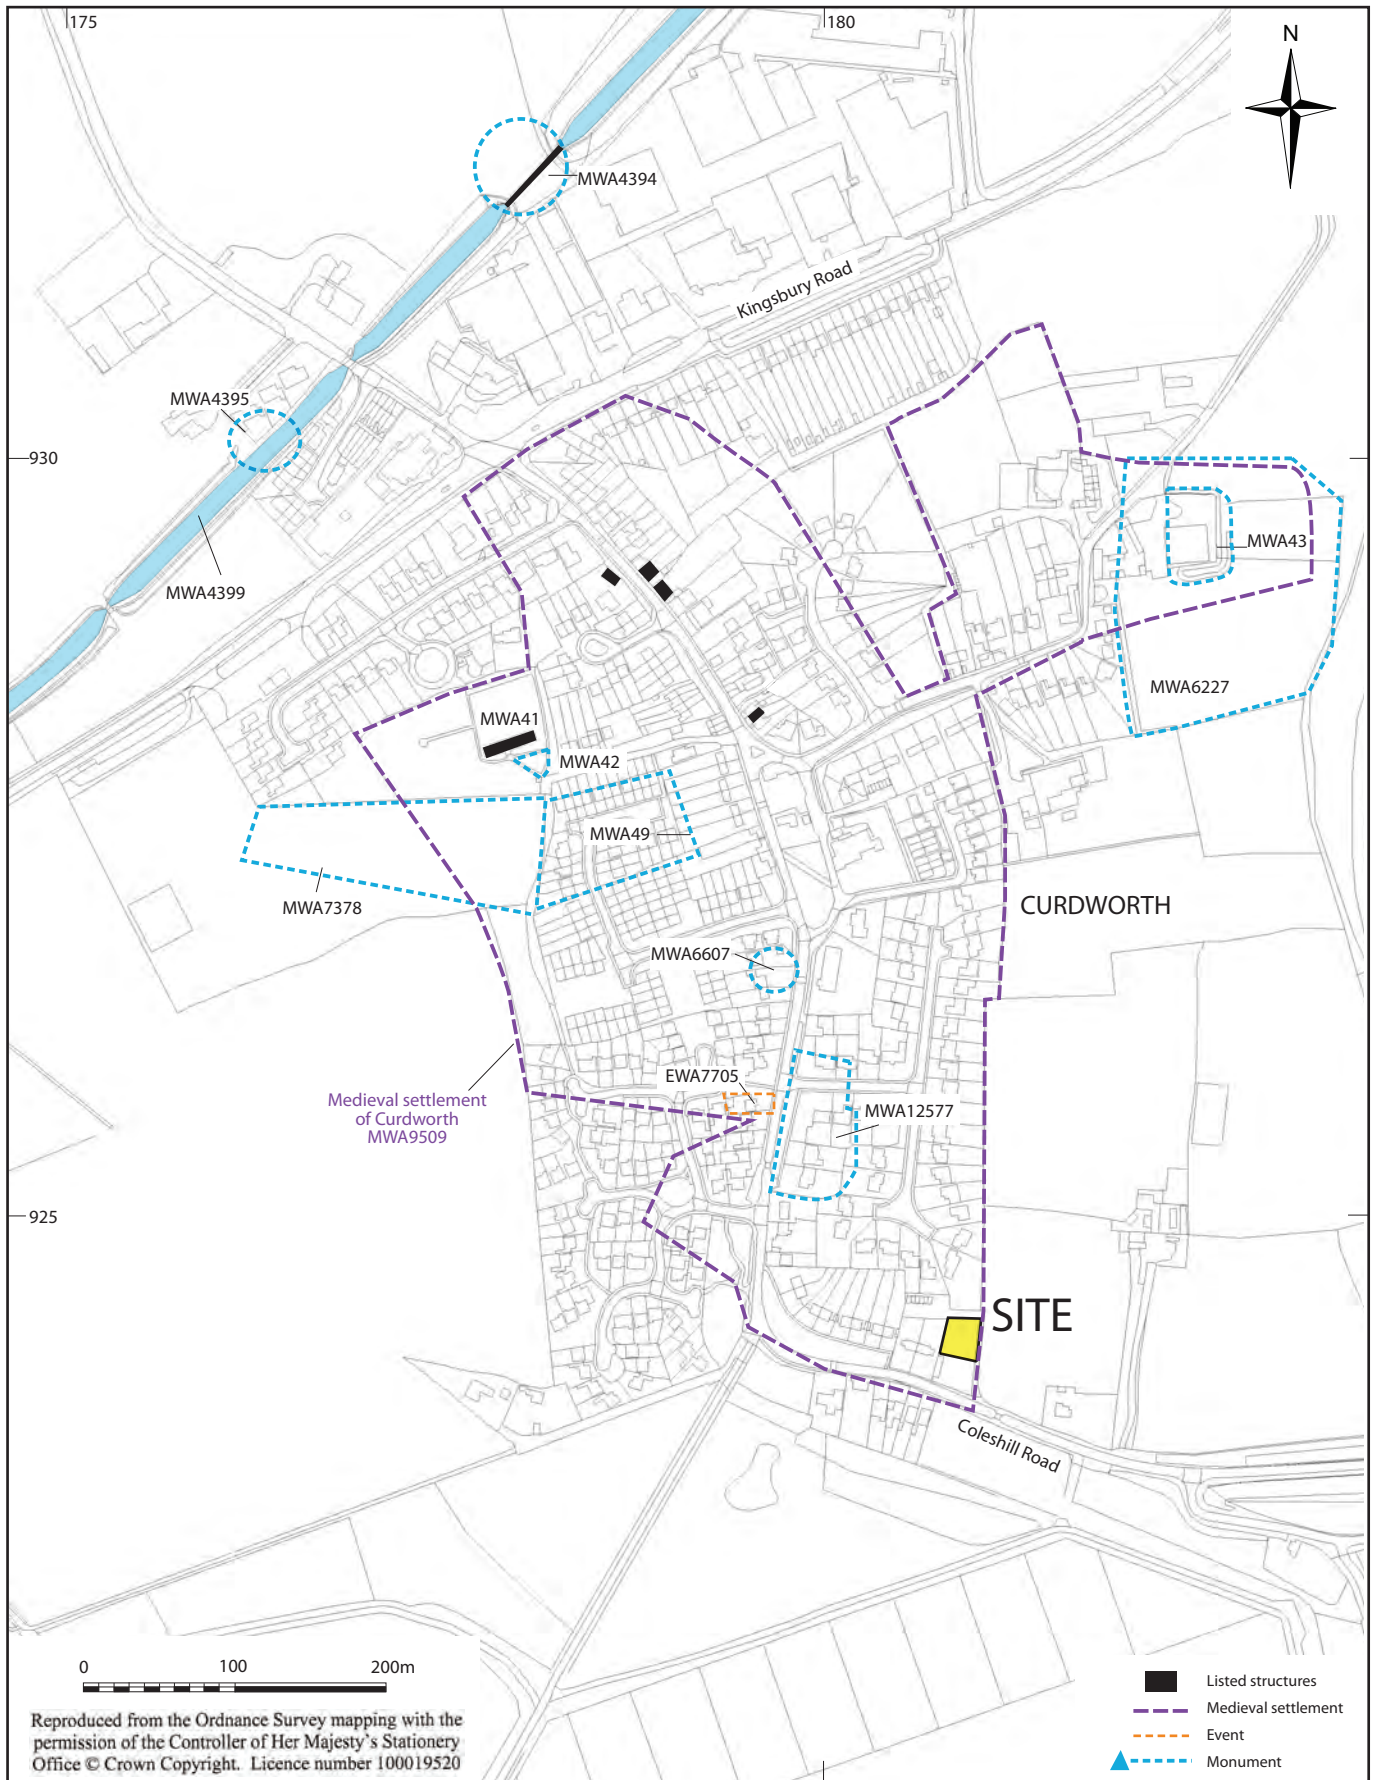 175
180
N
MWA4394
Kingsbury Road
MWA4395
930
MWA43
MWA4399
MWA6227
MWA41
MWA42
MWA49
MWA7378
CURDWORTH
MWA6607
EWA7705
MWA12577
Medieval settlement
of Curdworth
MWA9509
925
SITE
Coleshill Road
0 100 200m
Reproduced from the Ordnance Survey mapping with the
permission of the Controller of Her Majesty's Stationery
Office © Crown Copyright. Licence number 100019520
Listed structures
Medieval settlement
Event
Monument